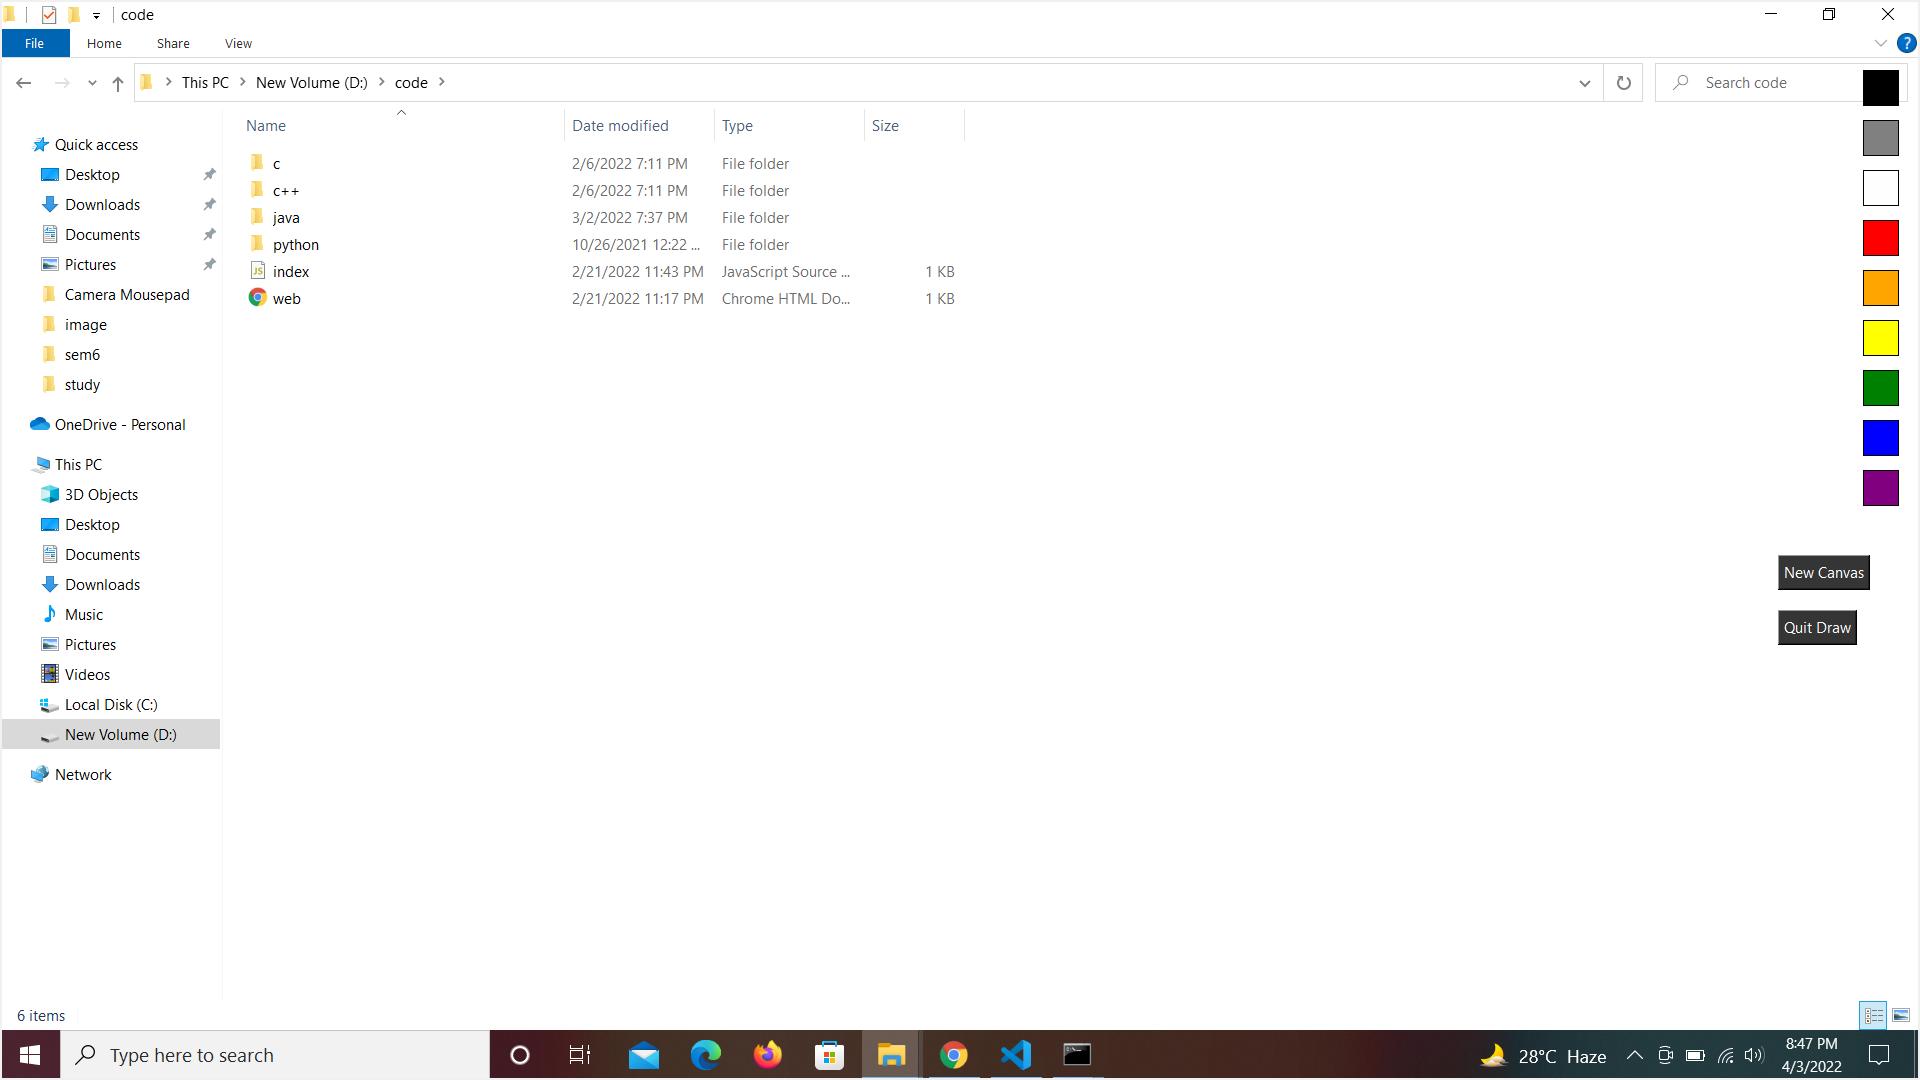 code
File Home Share View
This PC New Volume (D:) code
Search code
Name Date modified Type Size
Quick access
Desktop
Downloads
Documents
Pictures
Camera Mousepad
image
sem6
study
OneDrive - Personal
This PC
3D Objects
Desktop
Documents
Downloads
Music
Pictures
Videos
Local Disk (C:)
New Volume (D:)
Network
c 2/6/2022 7:11 PM File folder
c++ 2/6/2022 7:11 PM File folder
java 3/2/2022 7:37 PM File folder
python 10/26/2021 12:22 ... File folder
JS index 2/21/2022 11:43 PM JavaScript Source ... 1 KB
web 2/21/2022 11:17 PM Chrome HTML Do... 1 KB
New Canvas
Quit Draw
6 items
Type here to search
28°C Haze
8:47 PM
4/3/2022